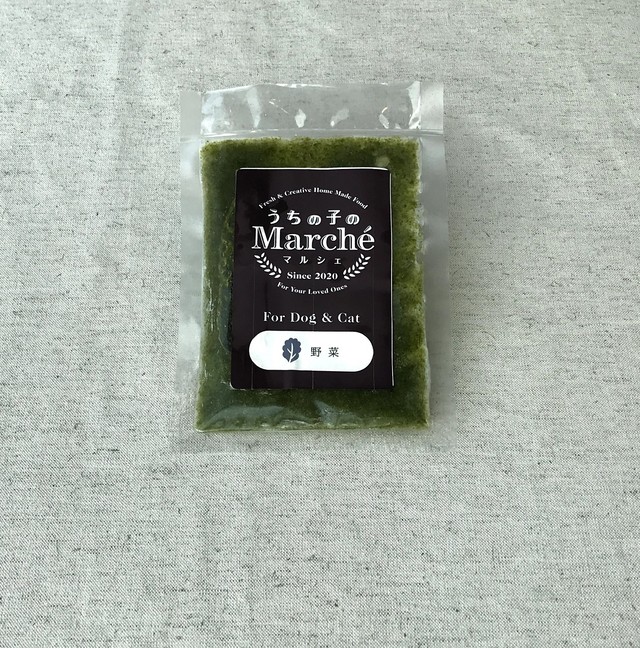 Fresh & Creative Home Made Food
うちの子の
Marché
マルシェ
Since 2020
For Your Loved Ones
For Dog & Cat
野菜